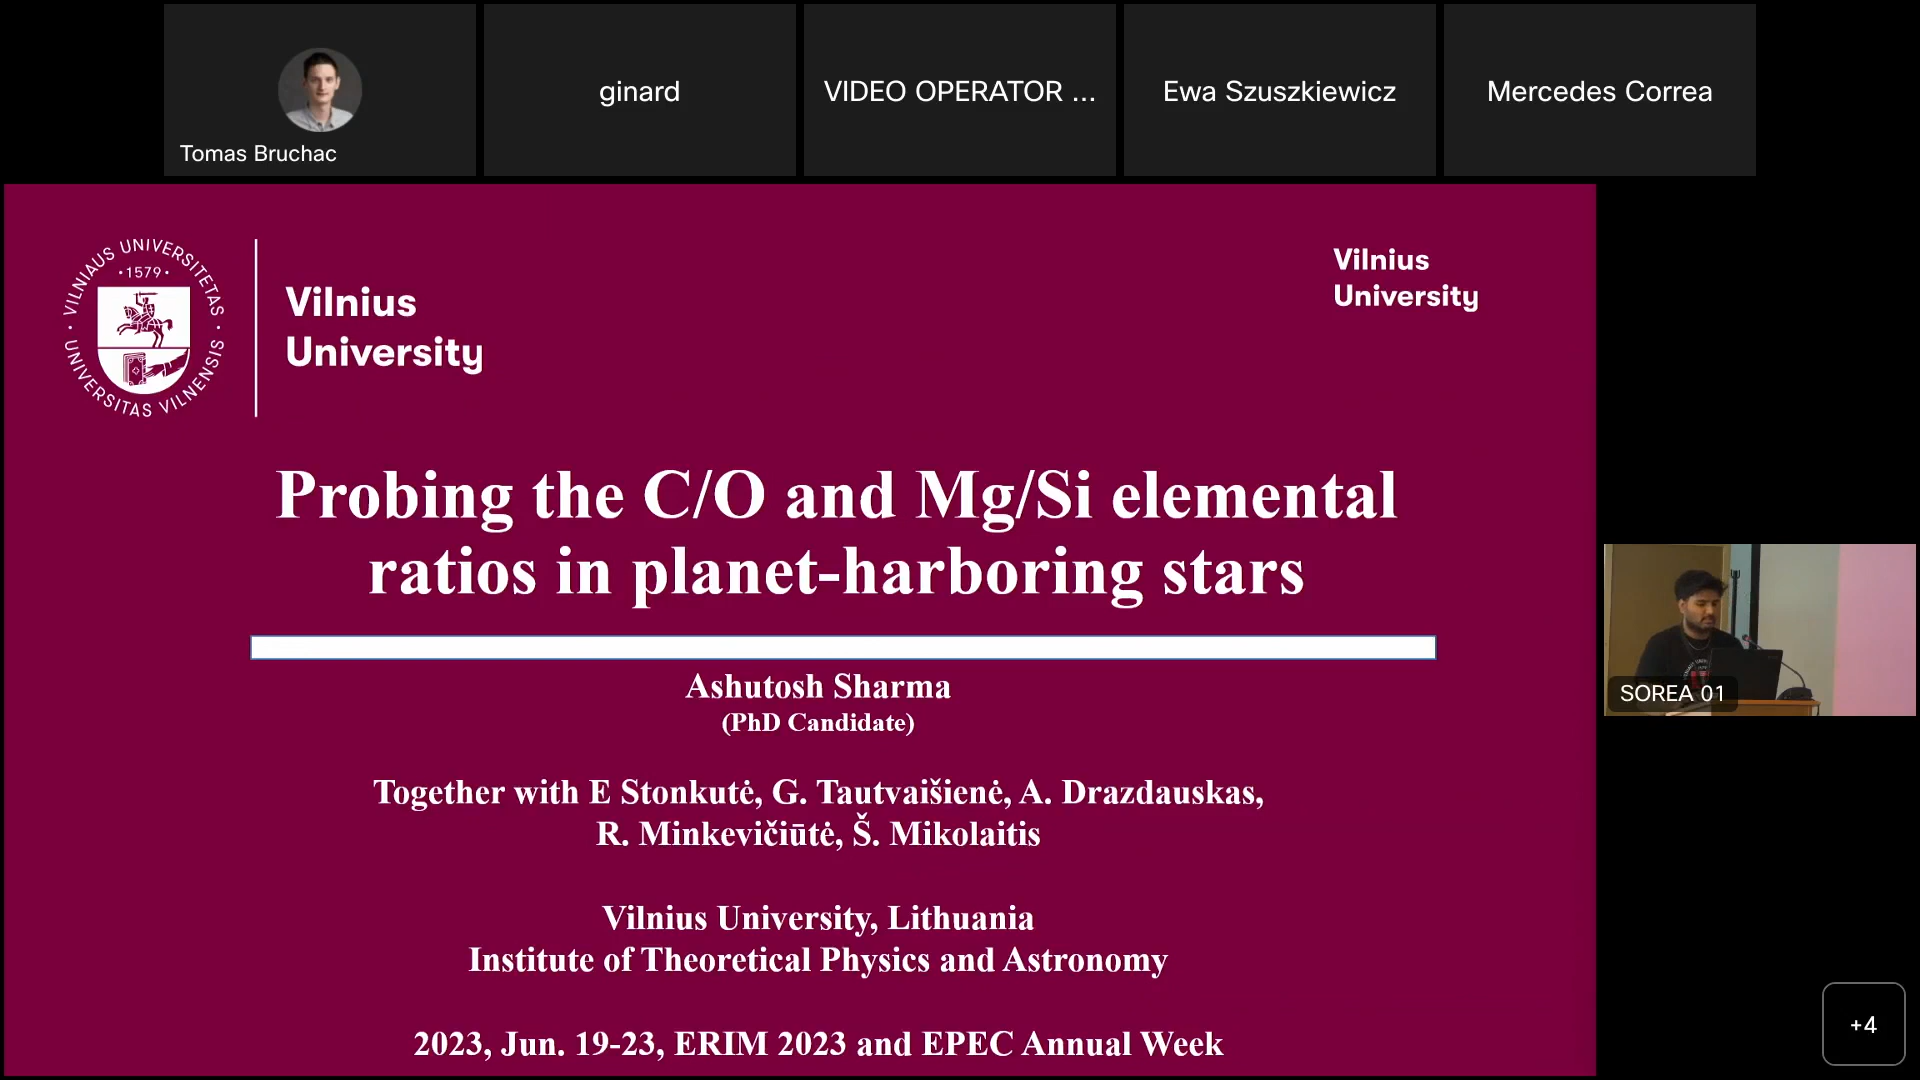 Tomas Bruchac
ginard
VIDEO OPERATOR ...
Ewa Szuszkiewicz
Mercedes Correa
VILNIAUS UNIVERSITETAS
· 1579 ·
UNIVERSITAS VILNENSIS
Vilnius
University
Vilnius
University
Probing the C/O and Mg/Si elemental
ratios in planet-harboring stars
Ashutosh Sharma
(PhD Candidate)
Together with E Stonkutė, G. Tautvaišienė, A. Drazdauskas,
R. Minkevičiūtė, Š. Mikolaitis
Vilnius University, Lithuania
Institute of Theoretical Physics and Astronomy
2023, Jun. 19-23, ERIM 2023 and EPEC Annual Week
SOREA 01
+4